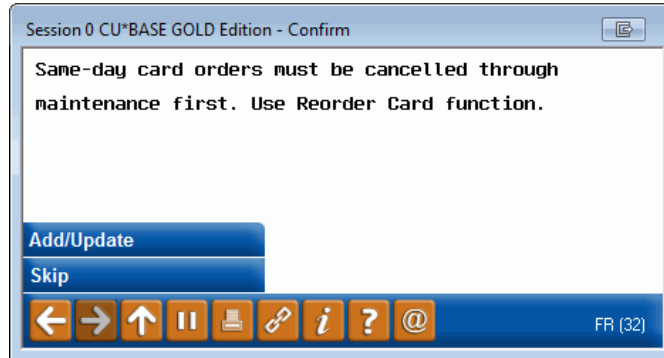 Session 0 CU*BASE GOLD Edition - Confirm
Same-day card orders must be cancelled through
maintenance first. Use Reorder Card function.
Add/Update
Skip
FR (32)